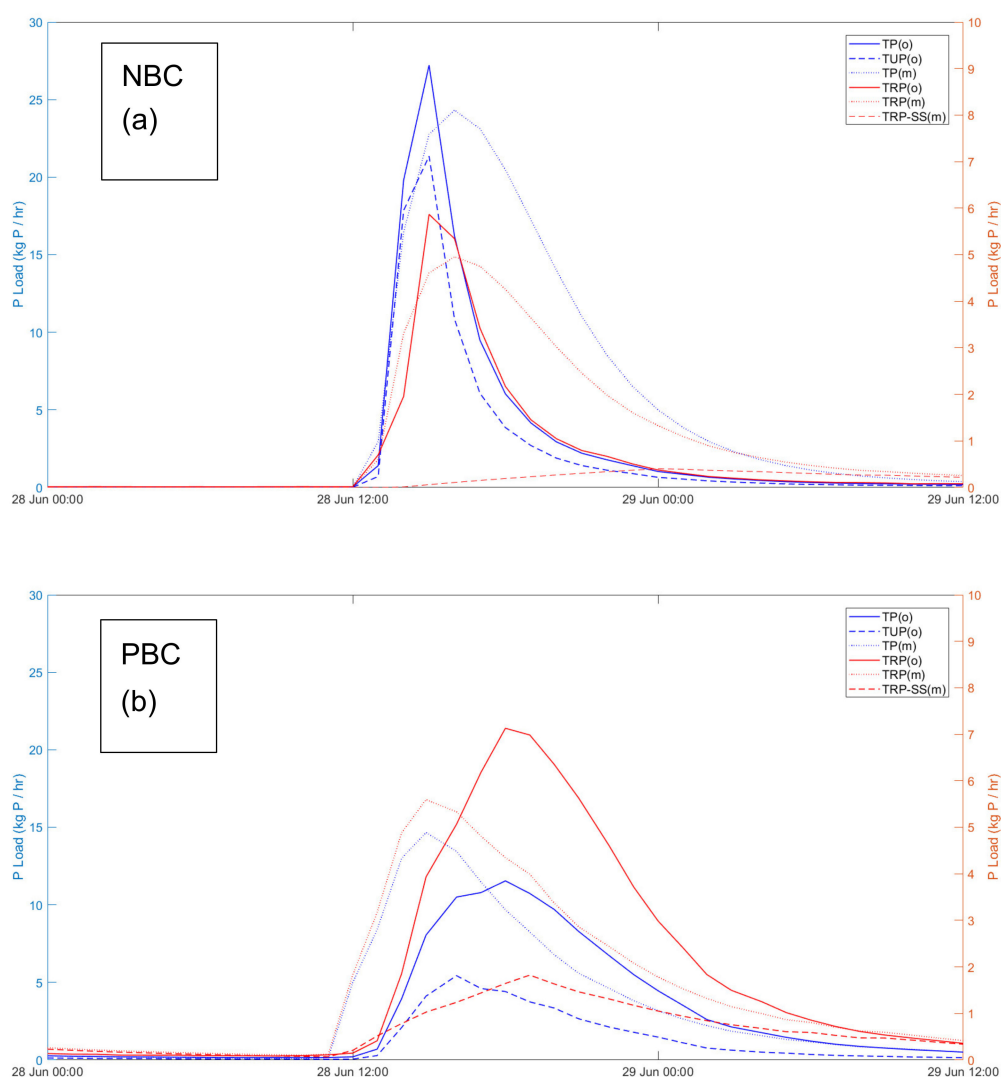 NBC
(a)
P Load (kg P / hr)
30
25
20
15
10
5
0
28 Jun 00:00
28 Jun 12:00
29 Jun 00:00
29 Jun 12:00
10
9
8
7
6
5
4
3
2
1
0
P Load (kg P / hr)
TP(o)
TUP(o)
TP(m)
TRP(o)
TRP(m)
TRP-SS(m)
PBC
(b)
P Load (kg P / hr)
30
25
20
15
10
5
0
28 Jun 00:00
28 Jun 12:00
29 Jun 00:00
29 Jun 12:00
10
9
8
7
6
5
4
3
2
1
0
P Load (kg P / hr)
TP(o)
TUP(o)
TP(m)
TRP(o)
TRP(m)
TRP-SS(m)